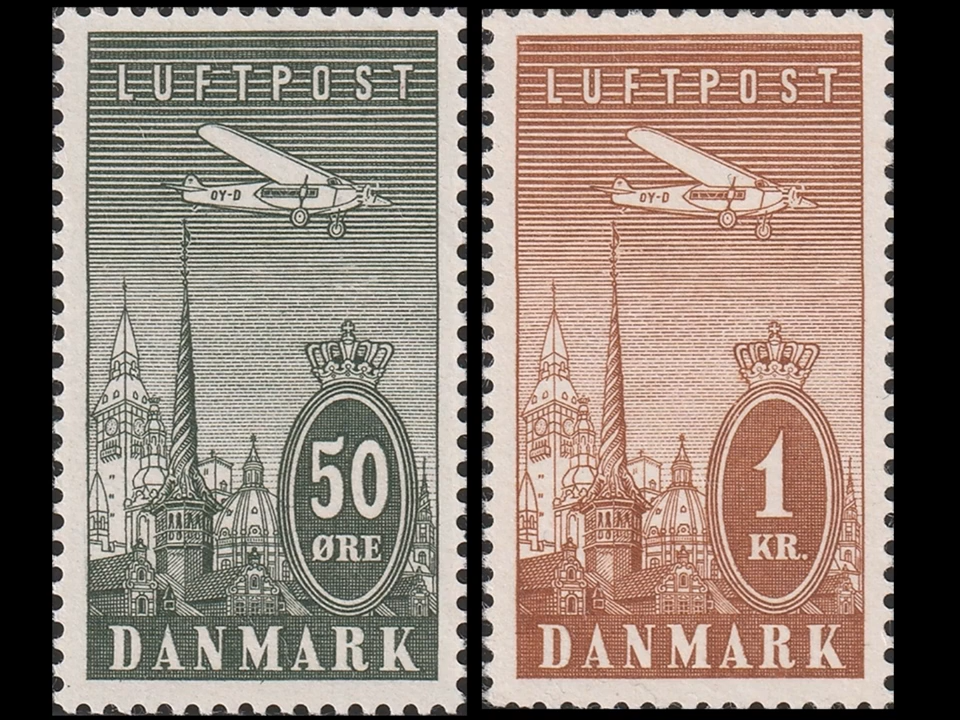 LUFTPOST
OY-D
50
ØRE
DANMARK
LUFTPOST
OY-D
1
KR.
DANMARK